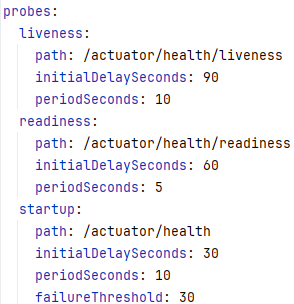 probes:
  liveness:
    path: /actuator/health/liveness
    initialDelaySeconds: 90
    periodSeconds: 10
  readiness:
    path: /actuator/health/readiness
    initialDelaySeconds: 60
    periodSeconds: 5
  startup:
    path: /actuator/health
    initialDelaySeconds: 30
    periodSeconds: 10
    failureThreshold: 30